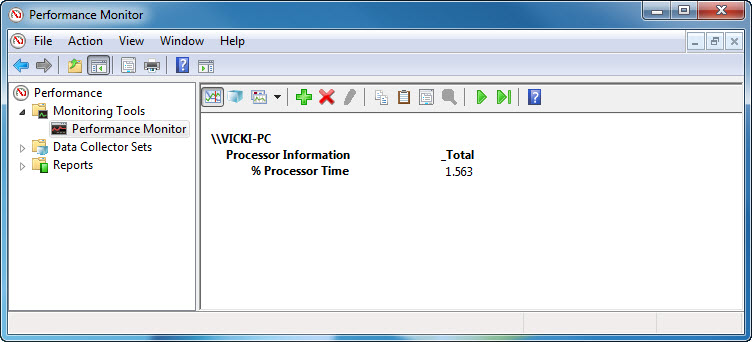 Performance Monitor
File Action View Window Help
Performance
Monitoring Tools
Performance Monitor
Data Collector Sets
Reports
\\VICKI-PC
Processor Information _Total
% Processor Time 1.563